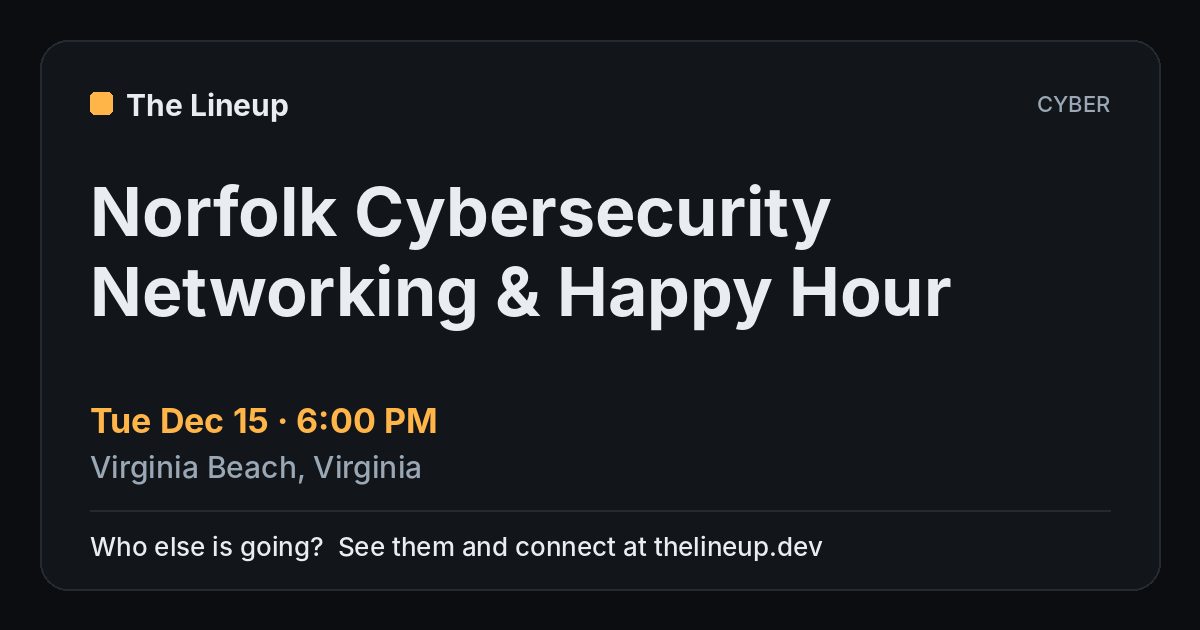 The Lineup
CYBER
Norfolk Cybersecurity
Networking & Happy Hour
Tue Dec 15 · 6:00 PM
Virginia Beach, Virginia
Who else is going? See them and connect at thelineup.dev